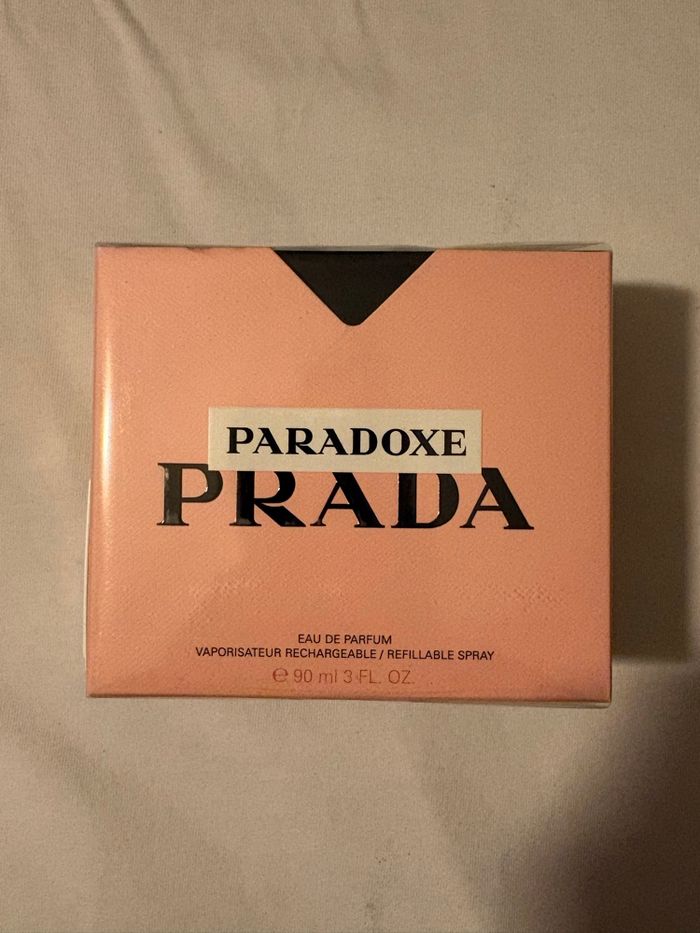 PARADOXE
PRADA
EAU DE PARFUM
VAPORISATEUR RECHARGEABLE / REFILLABLE SPRAY
℮ 90 ml 3 FL. OZ.